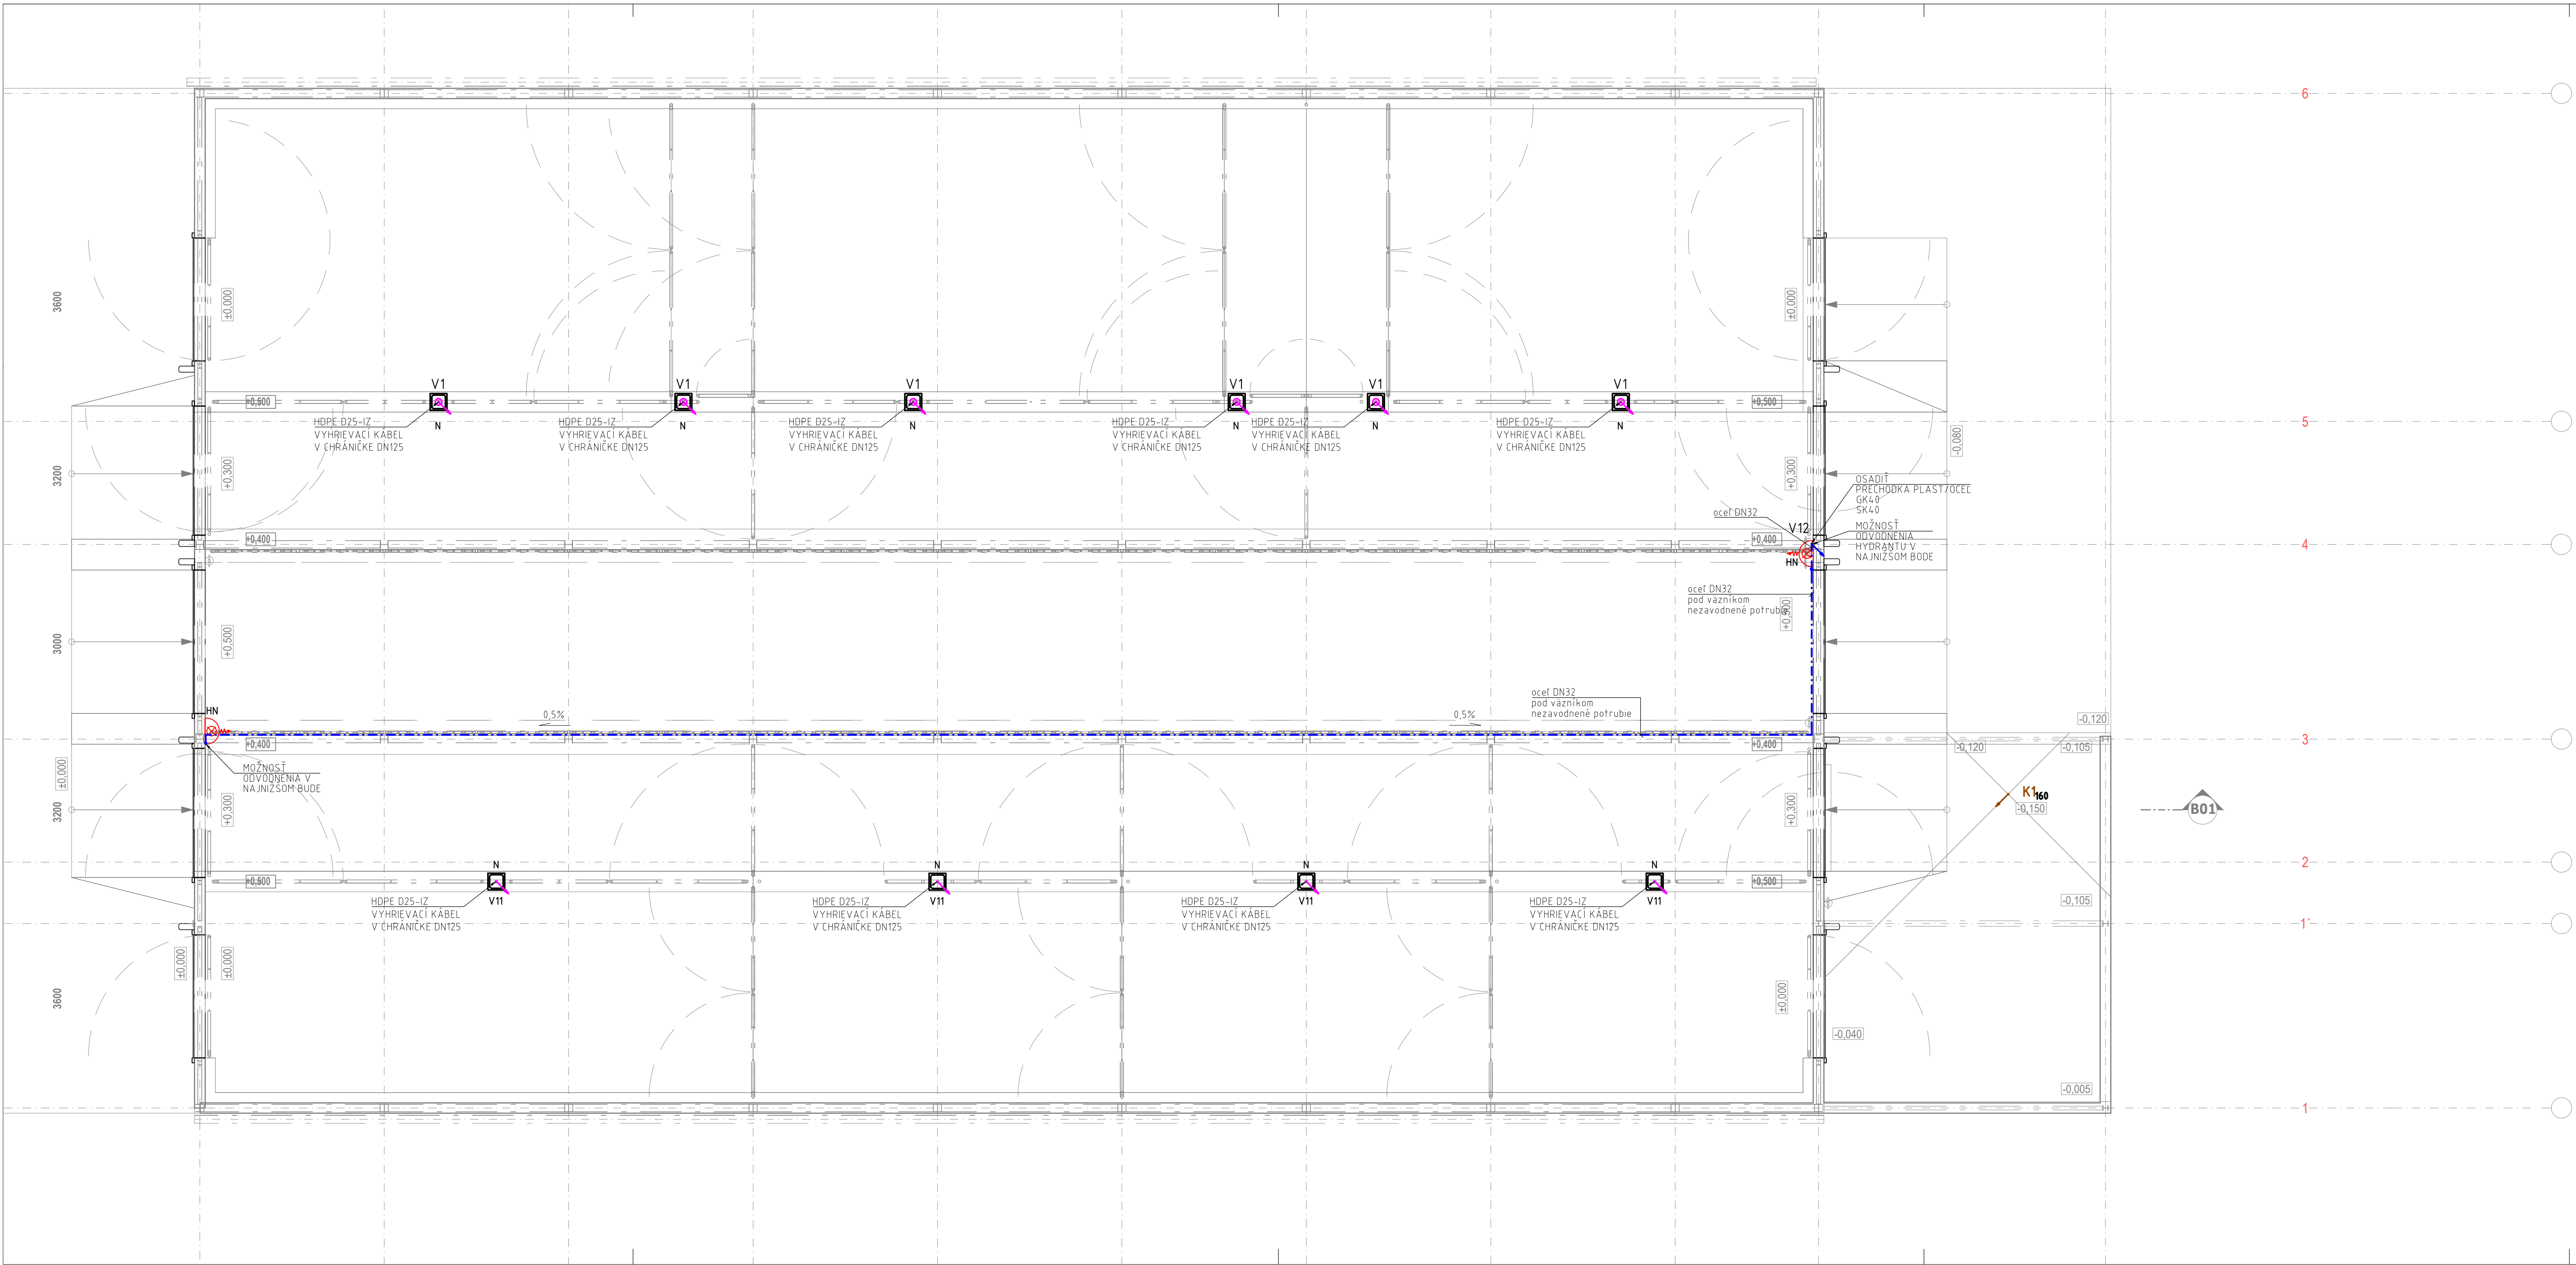 6
3600
±0,000
±0,000
V1
V1
V1
V1
V1
V1
+0,500
+0,500
N
N
N
N
N
N
HDPE D25-IZ
VYHRIEVACÍ KÁBEL
V CHRÁNIČKE DN125
HDPE D25-IZ
VYHRIEVACÍ KÁBEL
V CHRÁNIČKE DN125
HDPE D25-IZ
VYHRIEVACÍ KÁBEL
V CHRÁNIČKE DN125
HDPE D25-IZ
VYHRIEVACÍ KÁBEL
V CHRÁNIČKE DN125
HDPE D25-IZ
VYHRIEVACÍ KÁBEL
V CHRÁNIČKE DN125
HDPE D25-IZ
VYHRIEVACÍ KÁBEL
V CHRÁNIČKE DN125
5
-0,080
3200
+0,300
+0,300
OSADIŤ
PRECHODKA PLAST/OCEĽ
GK40
SK40
oceľ DN32
V12
MOŽNOSŤ
ODVODNENIA
HYDRANTU V
NAJNIŽŠOM BODE
+0,400
+0,400
4
HN
oceľ DN32
pod väzníkom
nezavodnené potrubie
+0,500
3000
+0,500
oceľ DN32
pod väzníkom
nezavodnené potrubie
HN
0,5%
0,5%
-0,120
+0,400
+0,400
-0,120
-0,105
3
MOŽNOSŤ
ODVODNENIA V
NAJNIŽŠOM BUDE
±0,000
3200
+0,300
+0,300
K1
160
-0,150
B01
2
N
N
N
N
+0,500
+0,500
V11
V11
V11
V11
HDPE D25-IZ
VYHRIEVACÍ KÁBEL
V CHRÁNIČKE DN125
HDPE D25-IZ
VYHRIEVACÍ KÁBEL
V CHRÁNIČKE DN125
HDPE D25-IZ
VYHRIEVACÍ KÁBEL
V CHRÁNIČKE DN125
HDPE D25-IZ
VYHRIEVACÍ KÁBEL
V CHRÁNIČKE DN125
-0,105
1'
±0,000
±0,000
3600
±0,000
-0,040
-0,005
1